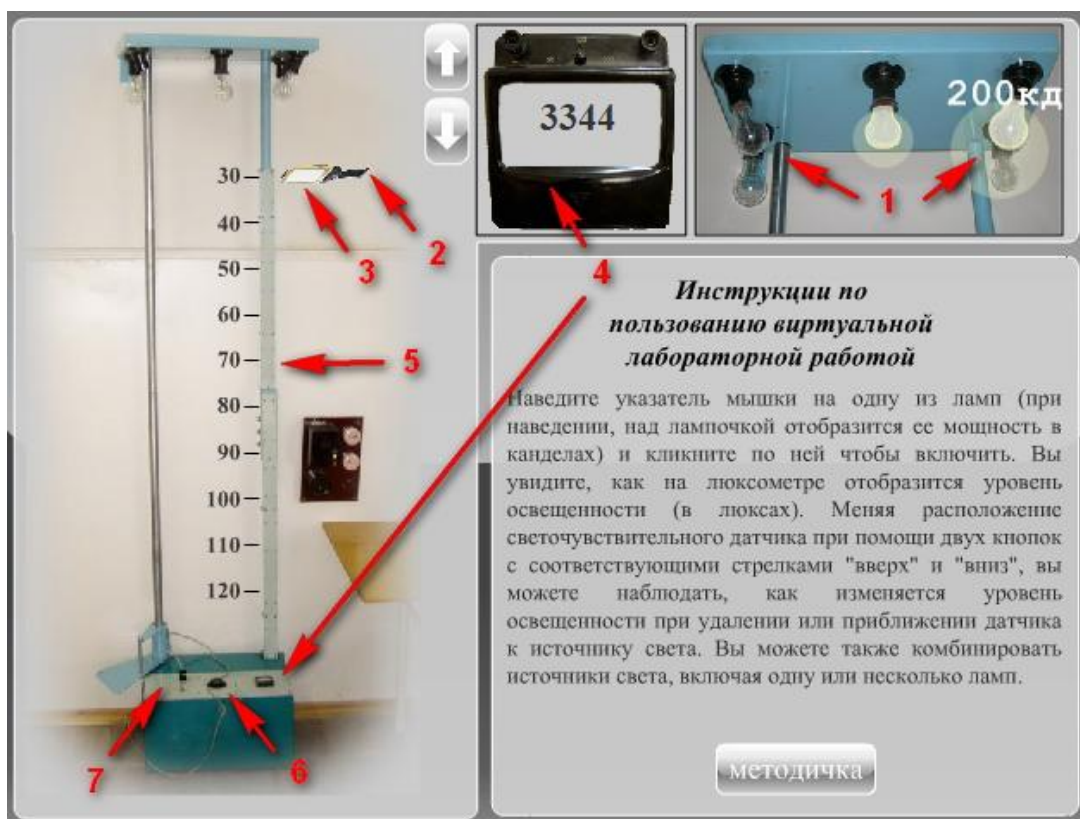 3344
200кд
1
30
40
50
60
70
80
90
100
110
120
2
3
4
5
6
7
Инструкции по
пользованию виртуальной
лабораторной работой
Наведите указатель мышки на одну из ламп (при
наведении, над лампочкой отобразится ее мощность в
канделах) и кликните по ней чтобы включить. Вы
увидите, как на люксометре отобразится уровень
освещенности (в люксах). Меняя расположение
светочувствительного датчика при помощи двух кнопок
с соответствующими стрелками "вверх" и "вниз", вы
можете наблюдать, как изменяется уровень
освещенности при удалении или приближении датчика
к источнику света. Вы можете также комбинировать
источники света, включая одну или несколько ламп.
методичка